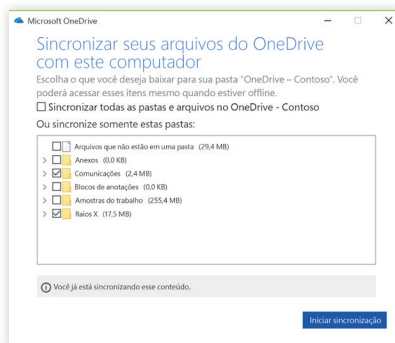 Microsoft OneDrive
Sincronizar seus arquivos do OneDrive
com este computador
Escolha o que você deseja baixar para sua pasta "OneDrive – Contoso". Você
poderá acessar esses itens mesmo quando estiver offline.
Sincronizar todas as pastas e arquivos no OneDrive - Contoso
Ou sincronize somente estas pastas:
Arquivos que não estão em uma pasta (29,4 MB)
Anexos (0,0 KB)
Comunicações (2,4 MB)
Blocos de anotações (0,0 KB)
Amostras do trabalho (255,4 MB)
Raios X (17,5 MB)
Você já está sincronizando esse conteúdo.
Iniciar sincronização